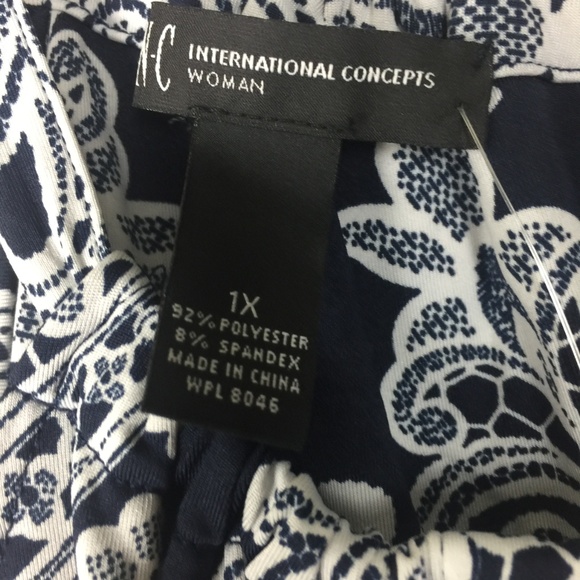 N-C INTERNATIONAL CONCEPTS
WOMAN
1X
92% POLYESTER
8% SPANDEX
MADE IN CHINA
WPL 8046